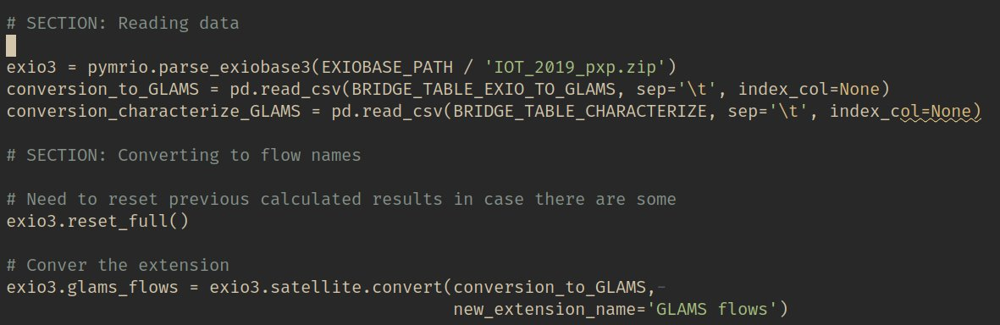 # SECTION: Reading data
exio3 = pymrio.parse_exiobase3(EXIOBASE_PATH / 'IOT_2019_pxp.zip')
conversion_to_GLAMS = pd.read_csv(BRIDGE_TABLE_EXIO_TO_GLAMS, sep='\t', index_col=None)
conversion_characterize_GLAMS = pd.read_csv(BRIDGE_TABLE_CHARACTERIZE, sep='\t', index_col=None)
# SECTION: Converting to flow names
# Need to reset previous calculated results in case there are some
exio3.reset_full()
# Conver the extension
exio3.glams_flows = exio3.satellite.convert(conversion_to_GLAMS,-
new_extension_name='GLAMS flows')